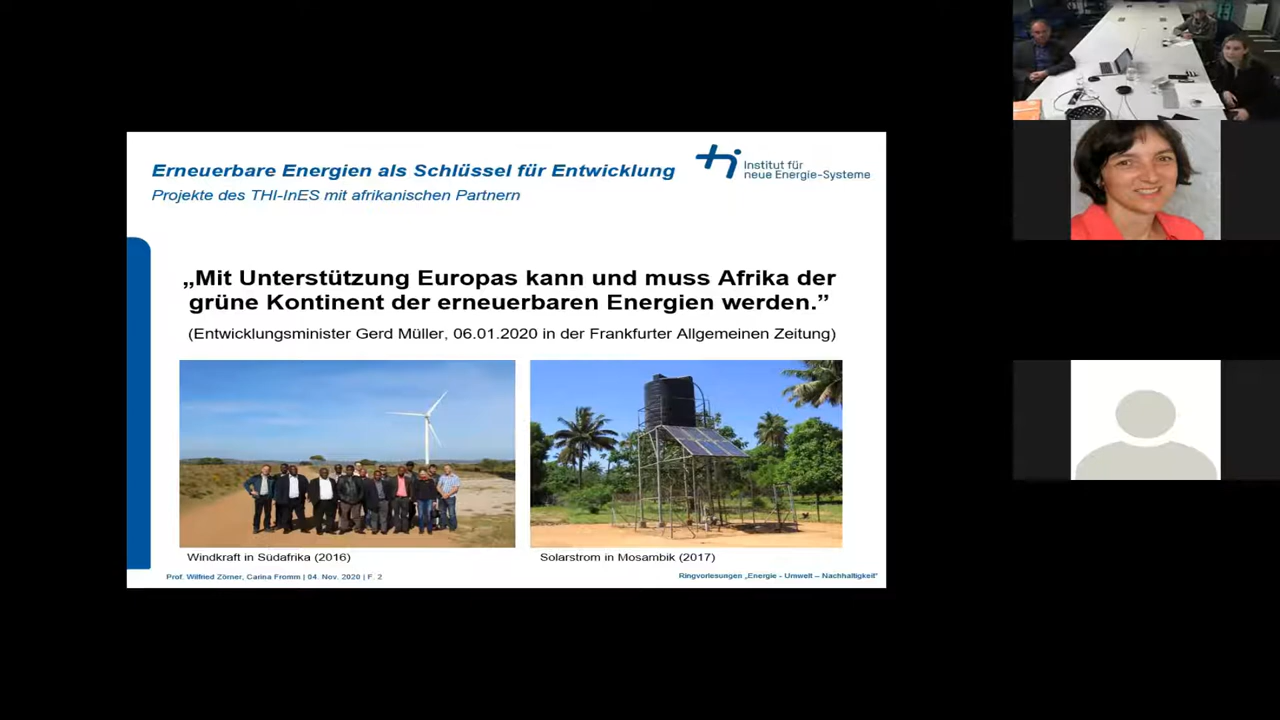 Erneuerbare Energien als Schlüssel für Entwicklung
Projekte des THI-InES mit afrikanischen Partnern
Institut für
neue Energie-Systeme
„Mit Unterstützung Europas kann und muss Afrika der
grüne Kontinent der erneuerbaren Energien werden.”
(Entwicklungsminister Gerd Müller, 06.01.2020 in der Frankfurter Allgemeinen Zeitung)
Windkraft in Südafrika (2016)
Solarstrom in Mosambik (2017)
Prof. Wilfried Zörner, Carina Fromm | 04. Nov. 2020 | F. 2
Ringvorlesungen „Energie - Umwelt – Nachhaltigkeit"